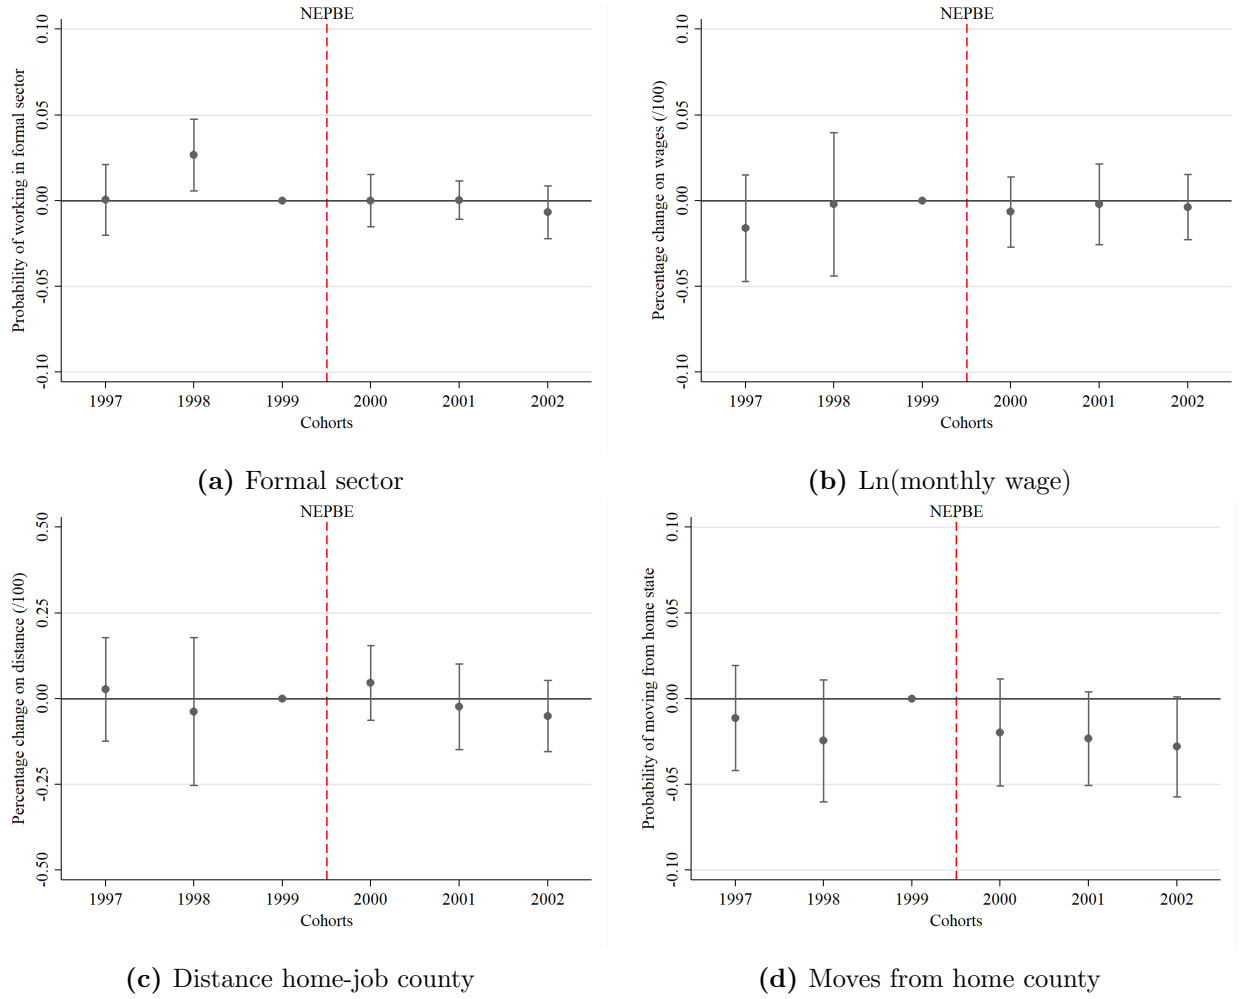 NEPBE
0.10
0.05
0.00
-0.05
-0.10
Probability of working in formal sector
1997 1998 1999 2000 2001 2002
Cohorts
(a) Formal sector
NEPBE
0.10
0.05
0.00
-0.05
-0.10
Percentage change on wages (/100)
1997 1998 1999 2000 2001 2002
Cohorts
(b) Ln(monthly wage)
NEPBE
0.50
0.25
0.00
-0.25
-0.50
Percentage change on distance (/100)
1997 1998 1999 2000 2001 2002
Cohorts
(c) Distance home-job county
NEPBE
0.10
0.05
0.00
-0.05
-0.10
Probability of moving from home state
1997 1998 1999 2000 2001 2002
Cohorts
(d) Moves from home county